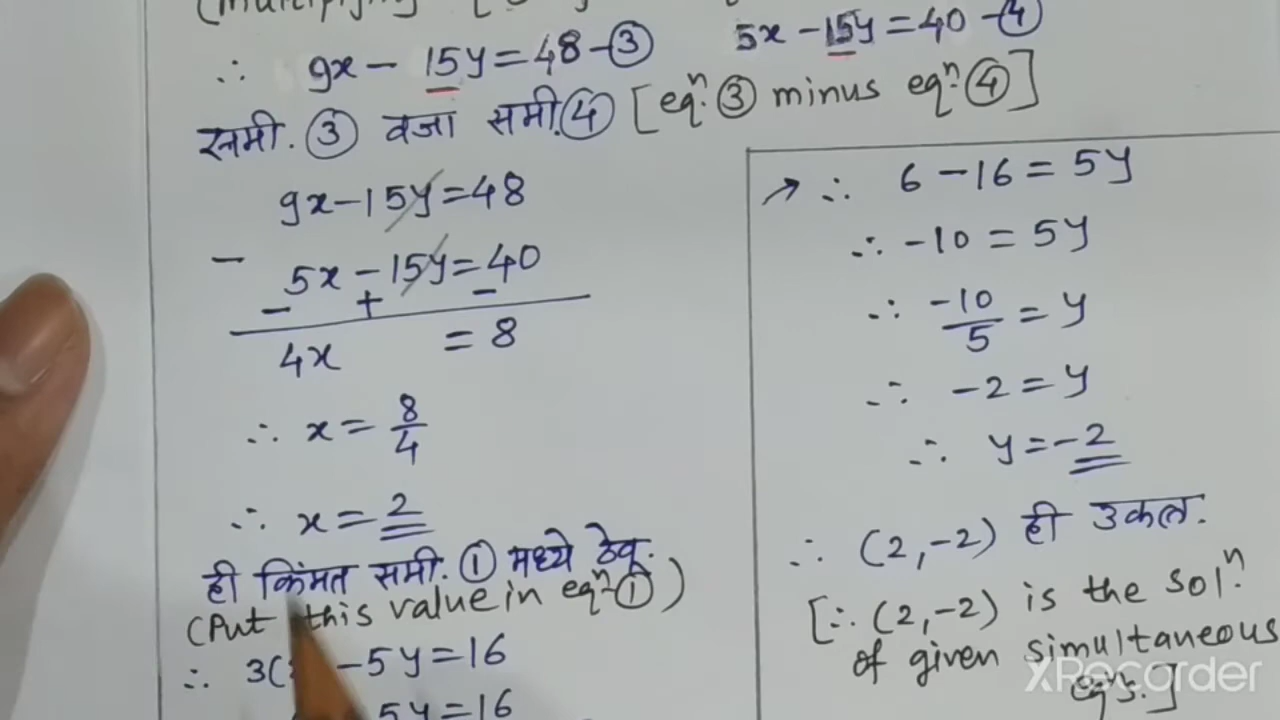 (Multiplying
∴ 9x − 15y = 48 − ③ 5x − 15y = 40 − ④
समी. ③ वजा समी. ④ [eqⁿ. ③ minus eqⁿ. ④]
9x − 15y = 48
− 5x − 15y = 40
− + −
4x = 8
∴ x = 8/4
∴ x = 2
ही किंमत समी. ① मध्ये ठेवू.
(Put this value in eqⁿ ①)
∴ 3( − 5y = 16
5y = 16
→ ∴ 6 − 16 = 5y
∴ −10 = 5y
∴ −10/5 = y
∴ −2 = y
∴ y = −2
∴ (2, −2) ही उकल.
[∴ (2, −2) is the solⁿ.
of given simultaneous
eqⁿs.]
XRecorder